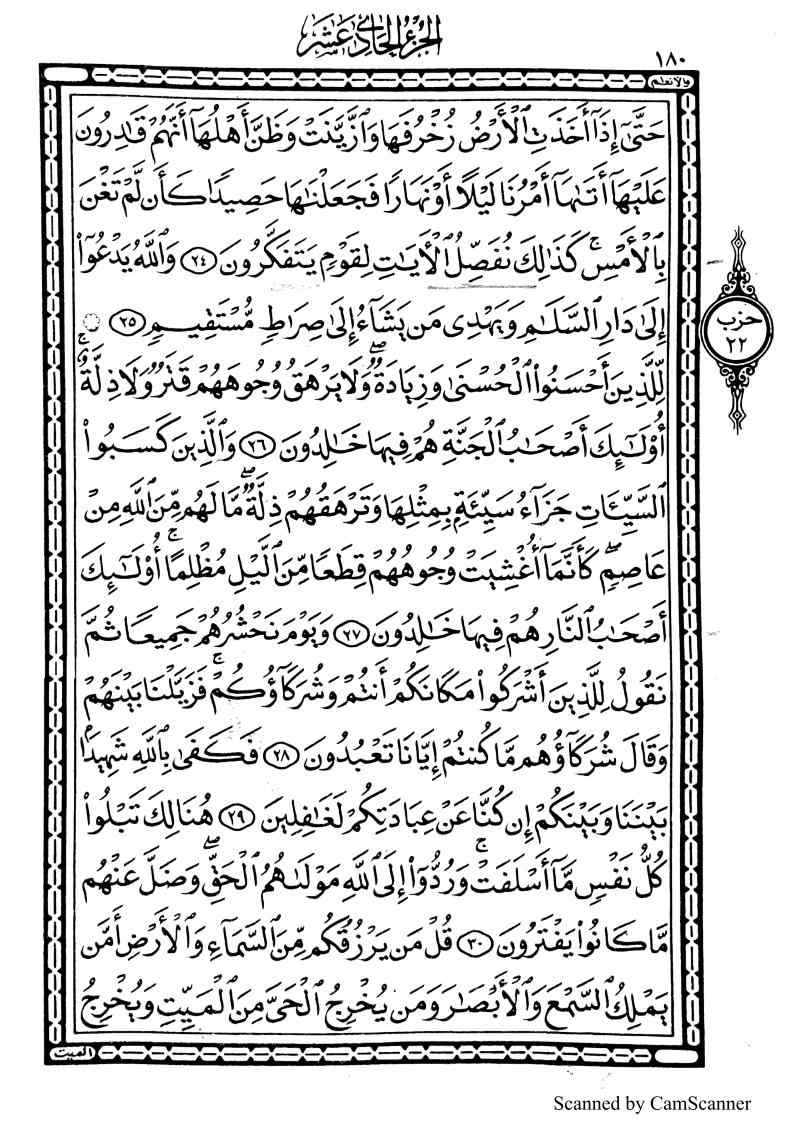 الجزء الحادي عشر
١٨٠
والأنعام
حَتَّىٰٓ إِذَآ أَخَذَتِ ٱلْأَرْضُ زُخْرُفَهَا وَٱزَّيَّنَتْ وَظَنَّ أَهْلُهَآ أَنَّهُمْ قَٰدِرُونَ
عَلَيْهَآ أَتَىٰهَآ أَمْرُنَا لَيْلًا أَوْ نَهَارًا فَجَعَلْنَٰهَا حَصِيدًا كَأَن لَّمْ تَغْنَ
بِٱلْأَمْسِ ۚ كَذَٰلِكَ نُفَصِّلُ ٱلْأَيَٰتِ لِقَوْمٍ يَتَفَكَّرُونَ ٢٤ وَٱللَّهُ يَدْعُوٓا۟
إِلَىٰ دَارِ ٱلسَّلَٰمِ وَيَهْدِى مَن يَشَآءُ إِلَىٰ صِرَٰطٍ مُّسْتَقِيمٍ ٢٥
حزب
٢٢
لِّلَّذِينَ أَحْسَنُوا۟ ٱلْحُسْنَىٰ وَزِيَادَةٌ ۖ وَلَا يَرْهَقُ وُجُوهَهُمْ قَتَرٌ وَلَا ذِلَّةٌ ۚ
أُو۟لَٰٓئِكَ أَصْحَٰبُ ٱلْجَنَّةِ هُمْ فِيهَا خَٰلِدُونَ ٢٦ وَٱلَّذِينَ كَسَبُوا۟
ٱلسَّيِّـَٔاتِ جَزَآءُ سَيِّئَةٍۭ بِمِثْلِهَا وَتَرْهَقُهُمْ ذِلَّةٌ ۖ مَّا لَهُم مِّنَ ٱللَّهِ مِنْ
عَاصِمٍ ۖ كَأَنَّمَآ أُغْشِيَتْ وُجُوهُهُمْ قِطَعًا مِّنَ ٱلَّيْلِ مُظْلِمًا ۚ أُو۟لَٰٓئِكَ
أَصْحَٰبُ ٱلنَّارِ هُمْ فِيهَا خَٰلِدُونَ ٢٧ وَيَوْمَ نَحْشُرُهُمْ جَمِيعًا ثُمَّ
نَقُولُ لِلَّذِينَ أَشْرَكُوا۟ مَكَانَكُمْ أَنتُمْ وَشُرَكَآؤُكُمْ ۚ فَزَيَّلْنَا بَيْنَهُمْ
وَقَالَ شُرَكَآؤُهُم مَّا كُنتُمْ إِيَّانَا تَعْبُدُونَ ٢٨ فَكَفَىٰ بِٱللَّهِ شَهِيدًۢا
بَيْنَنَا وَبَيْنَكُمْ إِن كُنَّا عَنْ عِبَادَتِكُمْ لَغَٰفِلِينَ ٢٩ هُنَالِكَ تَبْلُوا۟
كُلُّ نَفْسٍ مَّآ أَسْلَفَتْ ۚ وَرُدُّوٓا۟ إِلَى ٱللَّهِ مَوْلَىٰهُمُ ٱلْحَقِّ ۖ وَضَلَّ عَنْهُم
مَّا كَانُوا۟ يَفْتَرُونَ ٣٠ قُلْ مَن يَرْزُقُكُم مِّنَ ٱلسَّمَآءِ وَٱلْأَرْضِ أَمَّن
يَمْلِكُ ٱلسَّمْعَ وَٱلْأَبْصَٰرَ وَمَن يُخْرِجُ ٱلْحَىَّ مِنَ ٱلْمَيِّتِ وَيُخْرِجُ
الميت
Scanned by CamScanner